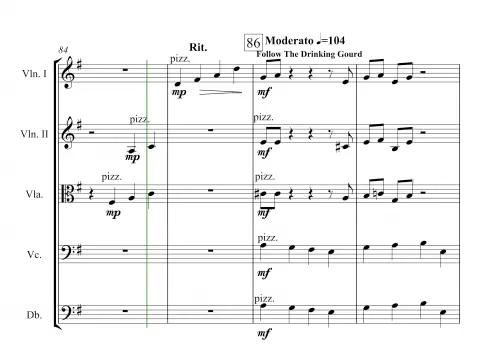 84
Rit.
86
Moderato ♩=104
Follow The Drinking Gourd
pizz.
Vln. I
mp
mf
pizz.
pizz.
Vln. II
mp
mf
pizz.
pizz.
Vla.
mp
mf
pizz.
Vc.
mf
pizz.
Db.
mf